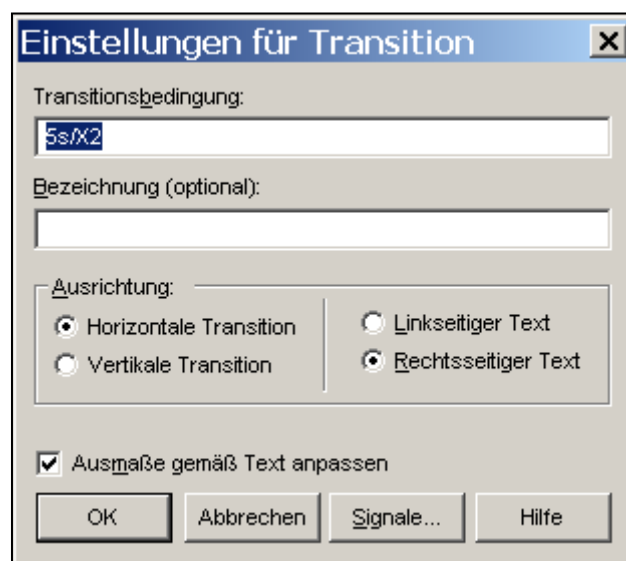 Einstellungen für Transition
Transitionsbedingung:
5s/X2
Bezeichnung (optional):
Ausrichtung:
Horizontale Transition
Vertikale Transition
Linkseitiger Text
Rechtsseitiger Text
Ausmaße gemäß Text anpassen
OK Abbrechen Signale... Hilfe